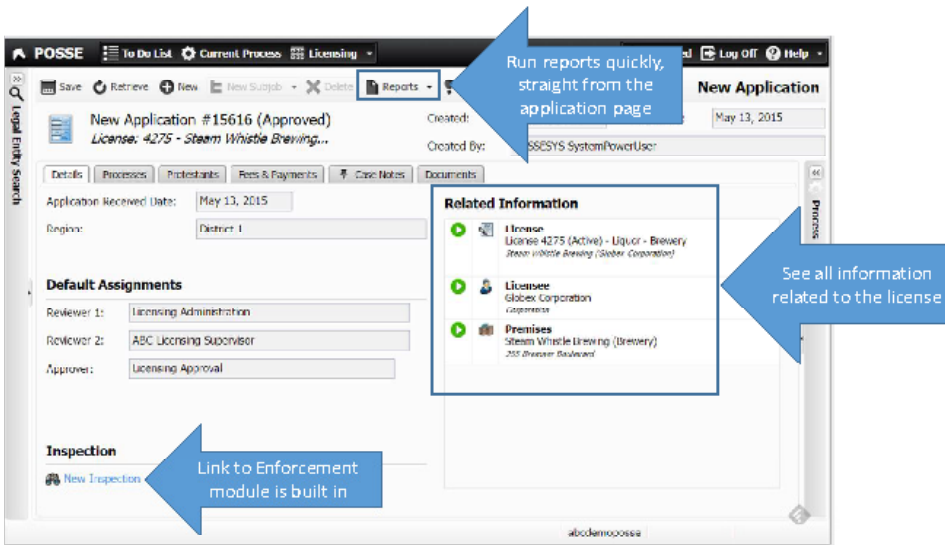 POSSE To Do List Current Process Licensing Log Off Help
Run reports quickly,
straight from the
application page
Save Retrieve New New Subjob Delete Reports New Application
New Application #15616 (Approved)
License: 4275 - Steam Whistle Brewing...
Created: May 13, 2015
Created By: SSESYS SystemPowerUser
Legal Entity Search
Details Processes Protestants Fees & Payments Case Notes Documents
Application Received Date: May 13, 2015
Region: District 1
Related Information
License
License 4275 (Active) - Liquor - Brewery
Steam Whistle Brewing (Globex Corporation)
Licensee
Globex Corporation
Corporation
Premises
Steam Whistle Brewing (Brewery)
Process
See all information
related to the license
Default Assignments
Reviewer 1: Licensing Administration
Reviewer 2: ABC Licensing Supervisor
Approver: Licensing Approval
Inspection
New Inspection
Link to Enforcement
module is built in
abcdemoposse